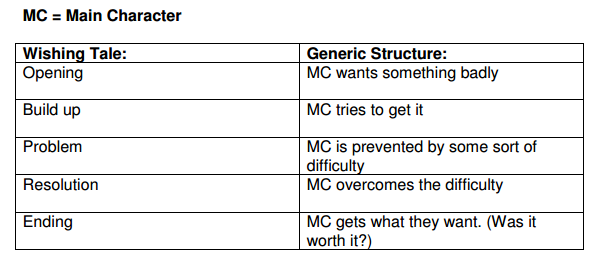 MC = Main Character
Wishing Tale: Generic Structure:
Opening MC wants something badly
Build up MC tries to get it
Problem MC is prevented by some sort of
difficulty
Resolution MC overcomes the difficulty
Ending MC gets what they want. (Was it
worth it?)